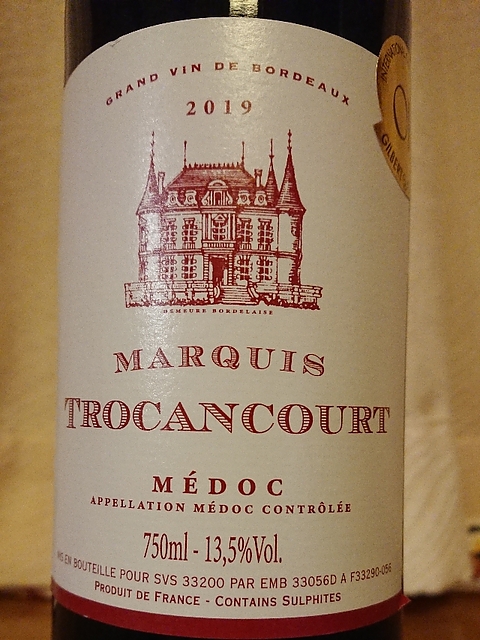 GRAND VIN DE BORDEAUX
2019
DEMEURE BORDELAISE
MARQUIS
TROCANCOURT
MÉDOC
APPELLATION MÉDOC CONTRÔLÉE
750ml - 13,5%Vol.
MIS EN BOUTEILLE POUR SVS 33200 PAR EMB 33056D A F33290-056
PRODUIT DE FRANCE - CONTAINS SULPHITES